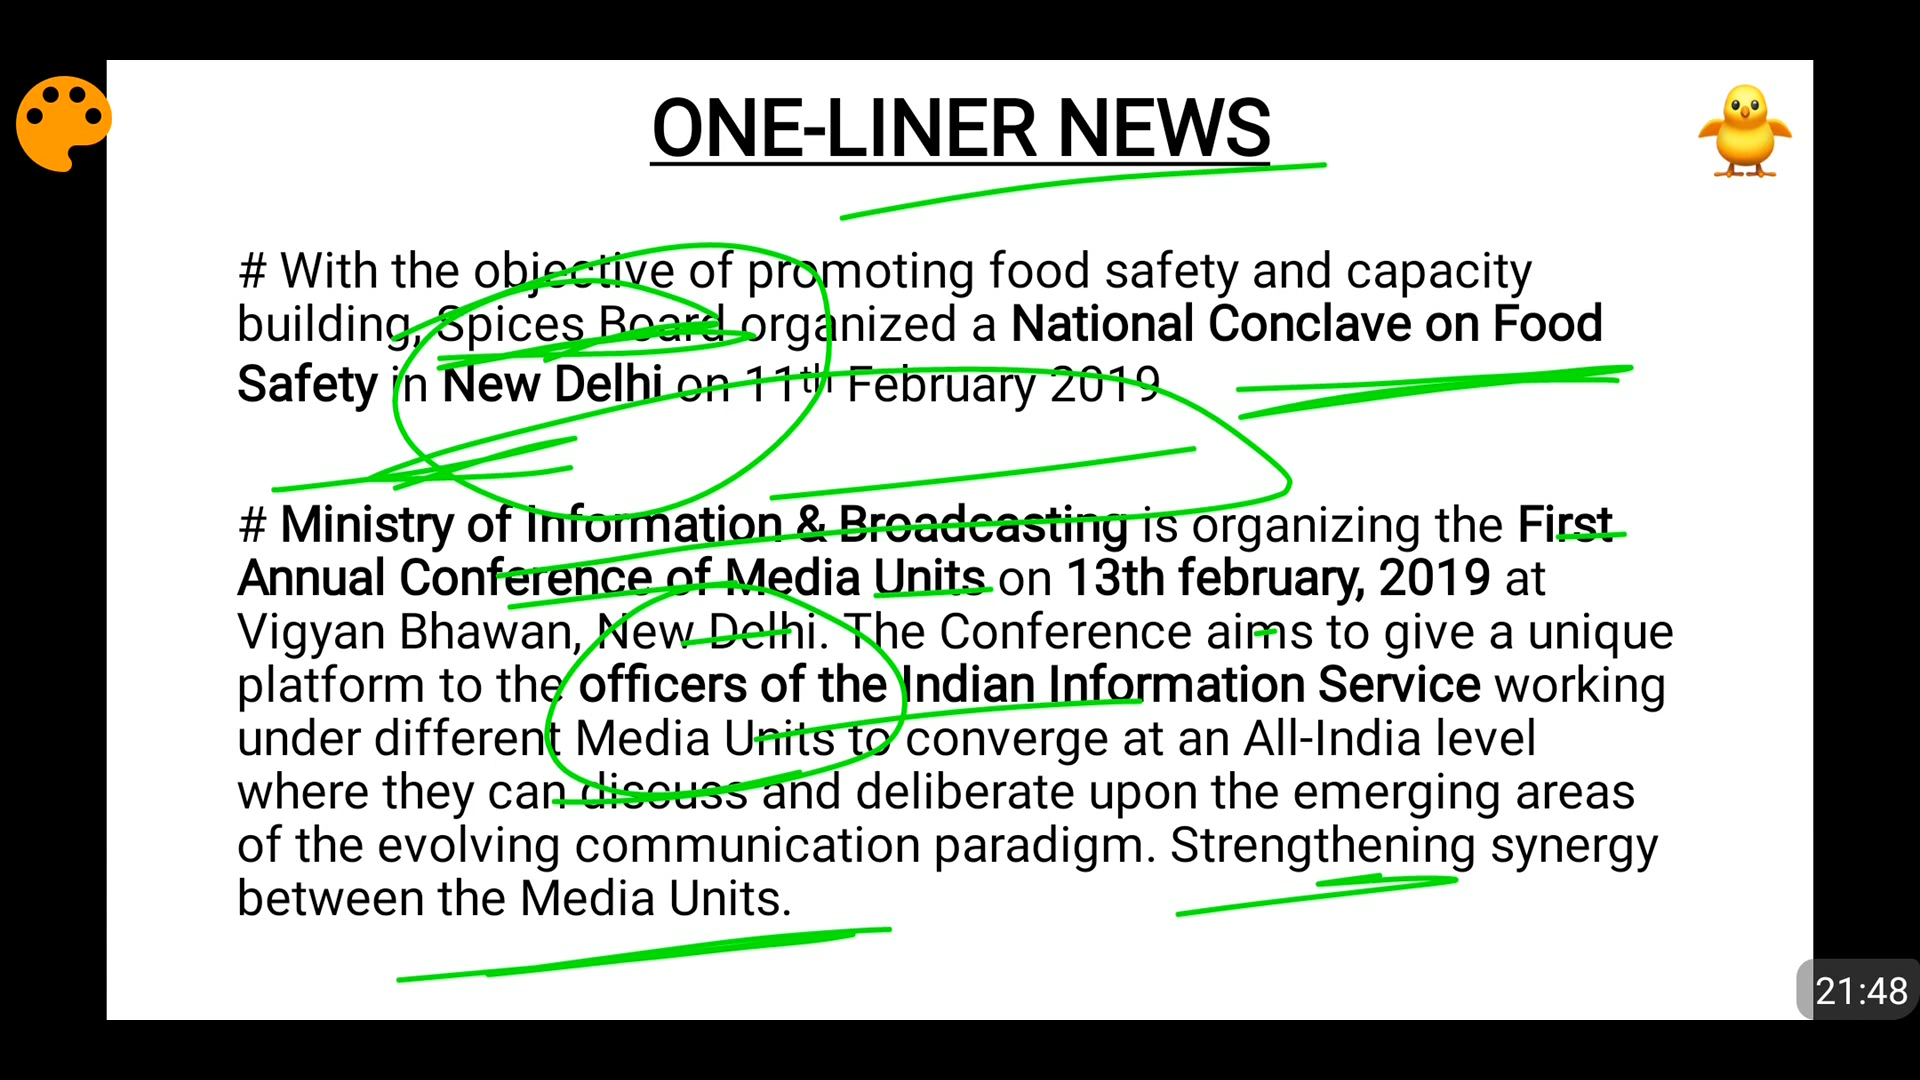 ONE-LINER NEWS
# With the objective of promoting food safety and capacity
building, Spices Board organized a National Conclave on Food
Safety in New Delhi on 11th February 2019
# Ministry of Information & Broadcasting is organizing the First
Annual Conference of Media Units on 13th february, 2019 at
Vigyan Bhawan, New Delhi. The Conference aims to give a unique
platform to the officers of the Indian Information Service working
under different Media Units to converge at an All-India level
where they can discuss and deliberate upon the emerging areas
of the evolving communication paradigm. Strengthening synergy
between the Media Units.
21:48